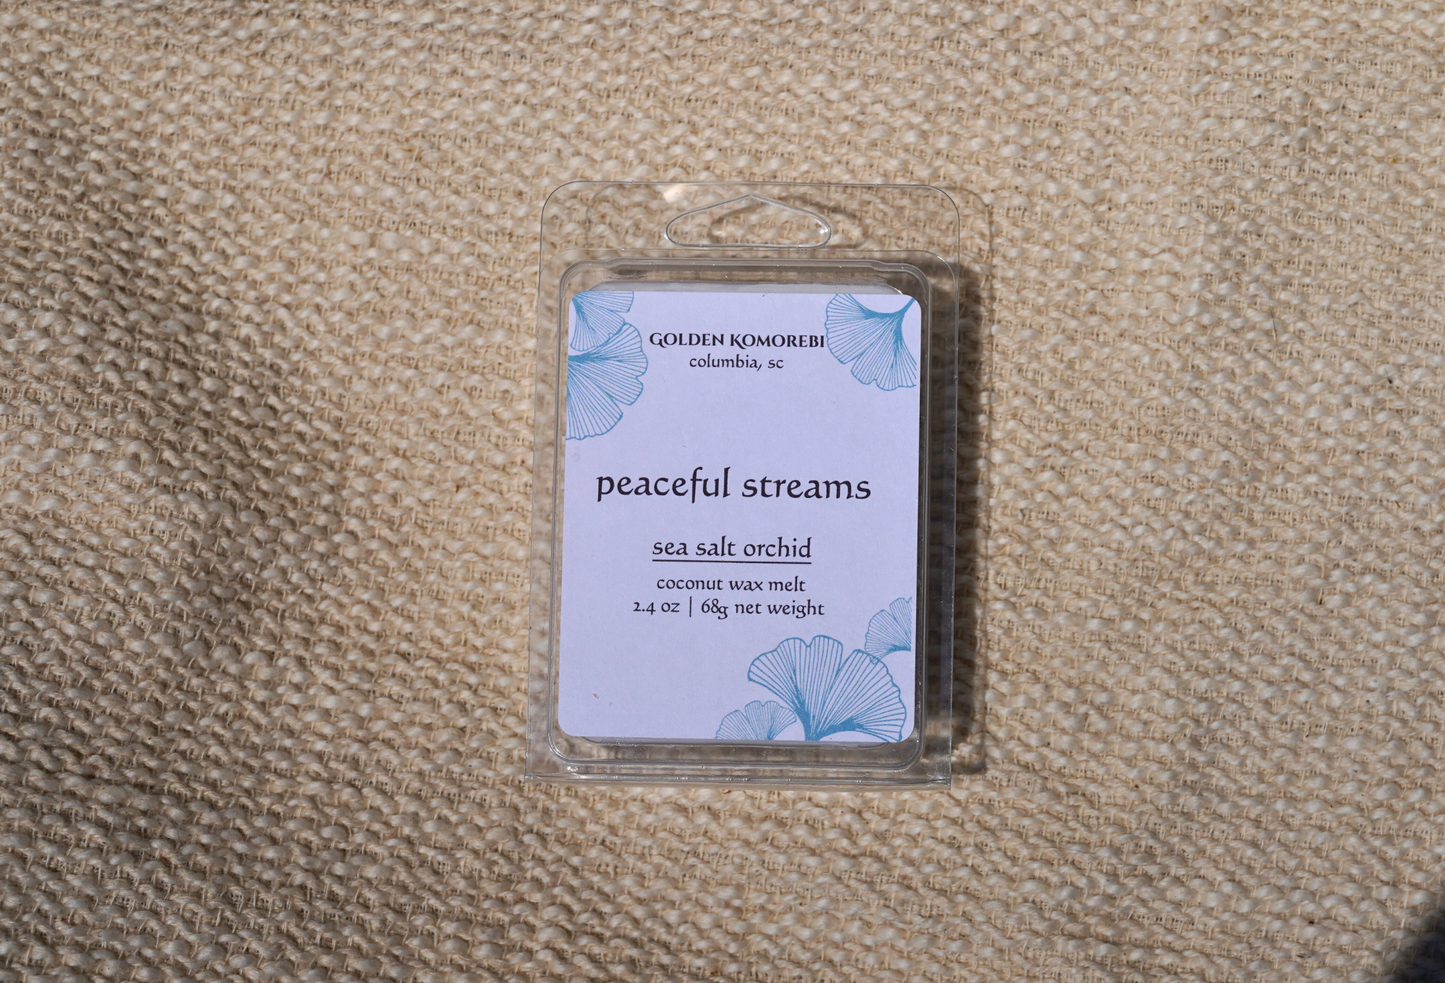 Golden Komorebi
columbia, sc
peaceful streams
sea salt orchid
coconut wax melt
2.4 oz | 68g net weight